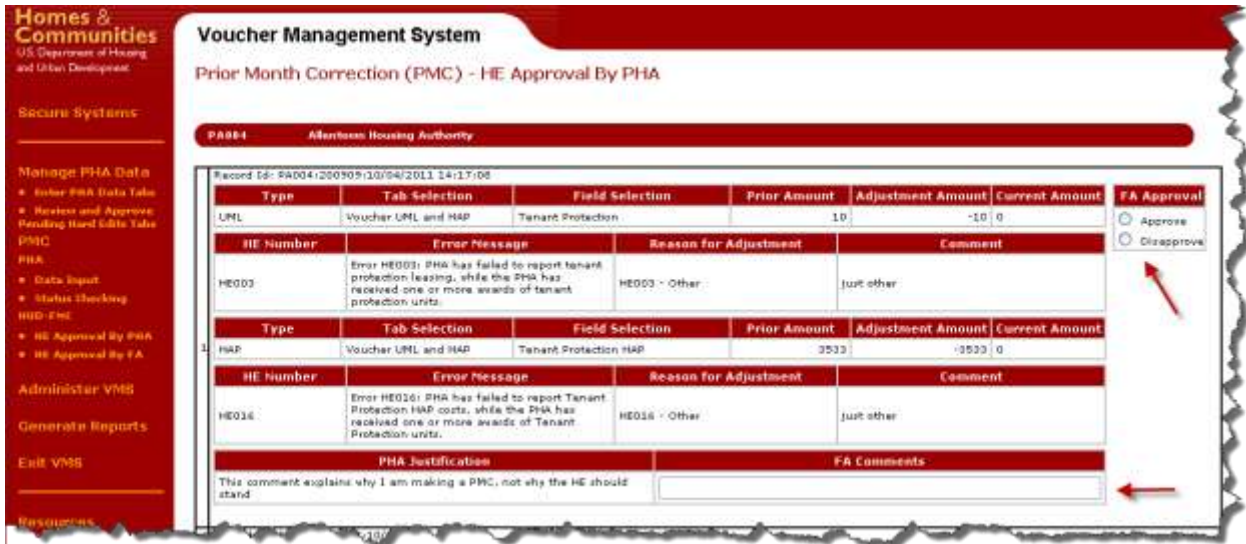 Homes &
Communities
U.S. Department of Housing
and Urban Development
Secure Systems
Manage PHA Data
Enter PHA Data Tabs
Review and Approve
Pending Hard Edits Tabs
PMC
PHA
Data Input
Status Checking
HUD-FMC
HE Approval By PHA
HE Approval By FA
Administer VMS
Generate Reports
Exit VMS
Resources
Voucher Management System
Prior Month Correction (PMC) - HE Approval By PHA
PA004 Allentown Housing Authority
Record Id: PA004:200909:10/04/2011 14:17:08
Type Tab Selection Field Selection Prior Amount Adjustment Amount Current Amount
UML Voucher UML and HAP Tenant Protection 10 -10 0
HE Number Error Message Reason for Adjustment Comment
HE003 Error HE003: PHA has failed to report tenant
protection leasing, while the PHA has
received one or more awards of tenant
protection units.
HE003 - Other just other
1
Type Tab Selection Field Selection Prior Amount Adjustment Amount Current Amount
HAP Voucher UML and HAP Tenant Protection HAP 3533 -3533 0
HE Number Error Message Reason for Adjustment Comment
HE016 Error HE016: PHA has failed to report Tenant
Protection HAP costs, while the PHA has
received one or more awards of Tenant
Protection units.
HE016 - Other just other
PHA Justification FA Comments
This comment explains why I am making a PMC, not why the HE should
stand
FA Approval
Approve
Disapprove